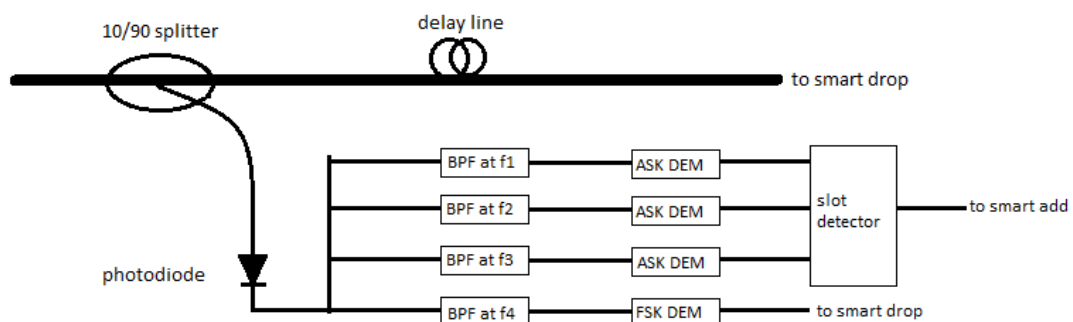 10/90 splitter
delay line
to smart drop
BPF at f1
ASK DEM
BPF at f2
ASK DEM
slot
detector
to smart add
BPF at f3
ASK DEM
photodiode
BPF at f4
FSK DEM
to smart drop